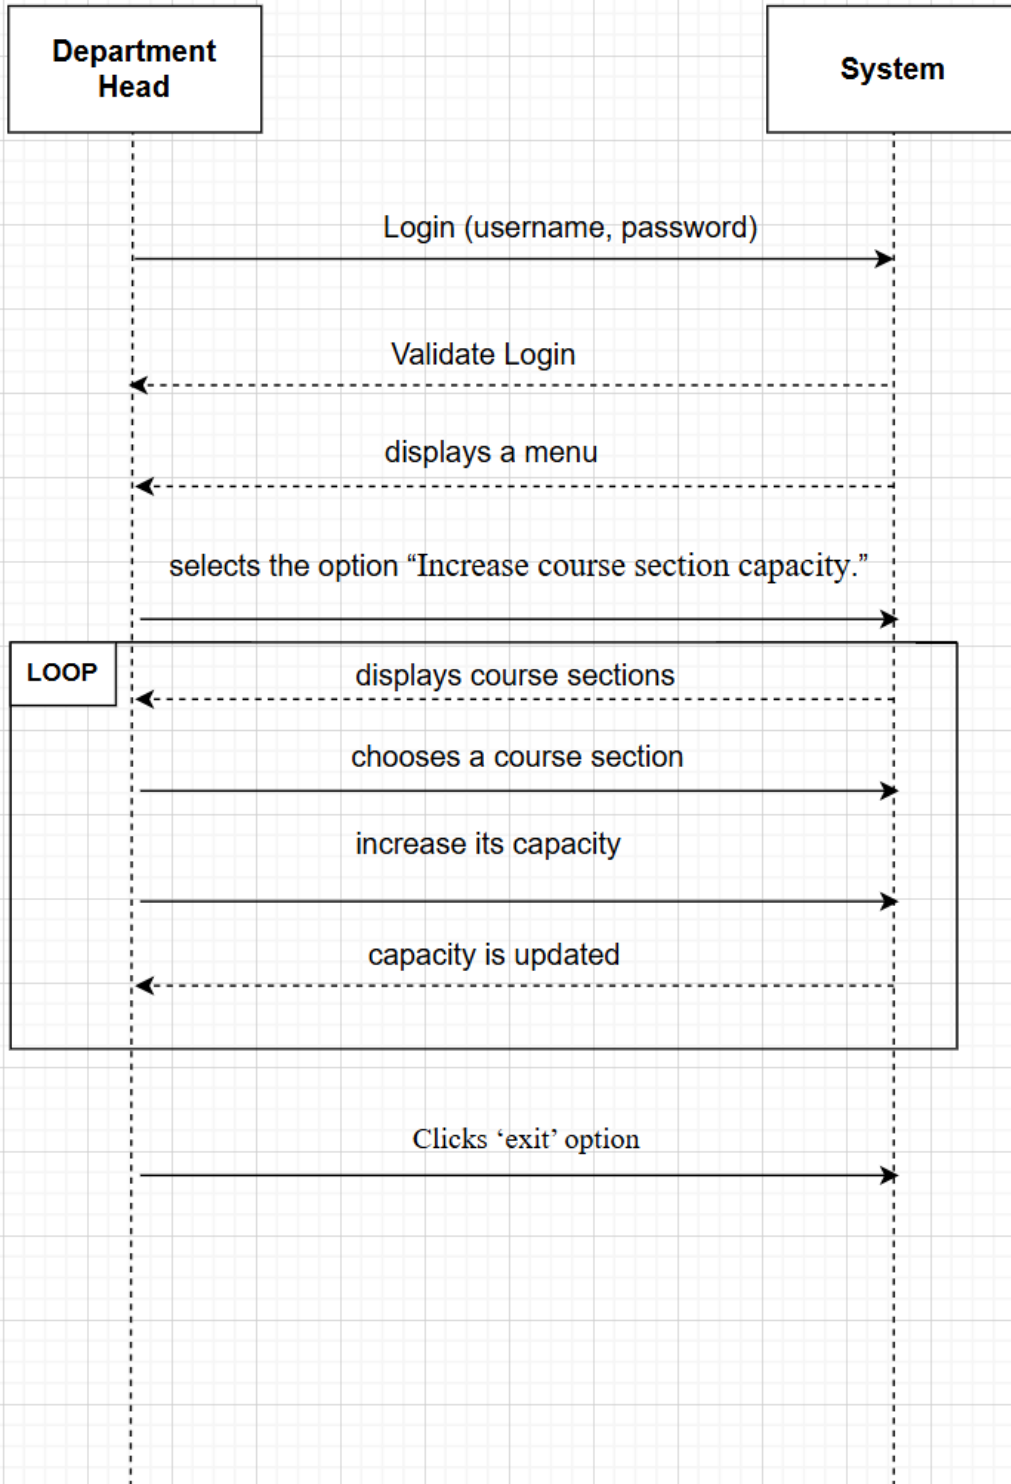 Department
Head
System
Login (username, password)
Validate Login
displays a menu
selects the option “Increase course section capacity.”
LOOP
displays course sections
chooses a course section
increase its capacity
capacity is updated
Clicks ‘exit’ option